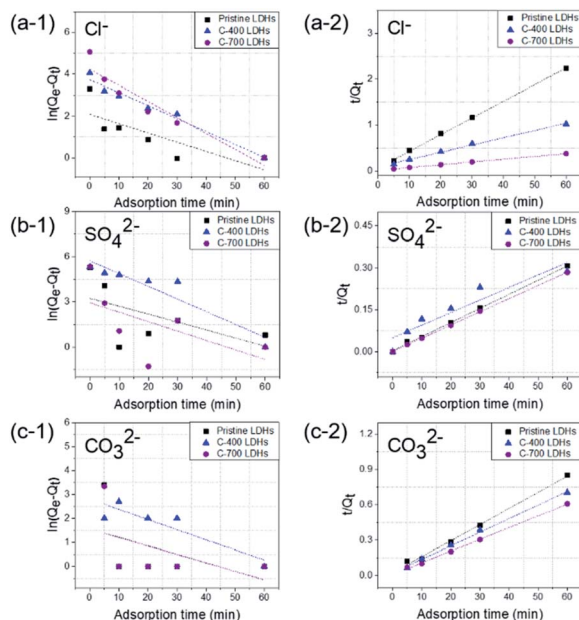 (a-1)
Cl-
Pristine LDHs
C-400 LDHs
C-700 LDHs
ln(Qe-Qt)
6
4
2
0
0 10 20 30 40 50 60
Adsorption time (min)
(a-2)
Cl-
Pristine LDHs
C-400 LDHs
C-700 LDHs
t/Qt
3
2
1
0
0 10 20 30 40 50 60
Adsorption time (min)
(b-1)
SO42-
Pristine LDHs
C-400 LDHs
C-700 LDHs
ln(Qe-Qt)
9
6
3
0
0 10 20 30 40 50 60
Adsorption time (min)
(b-2)
SO42-
Pristine LDHs
C-400 LDHs
C-700 LDHs
t/Qt
0.45
0.30
0.15
0.00
0 10 20 30 40 50 60
Adsorption time (min)
(c-1)
CO32-
Pristine LDHs
C-400 LDHs
C-700 LDHs
ln(Qe-Qt)
6
5
4
3
2
1
0
0 10 20 30 40 50 60
Adsorption time (min)
(c-2)
CO32-
Pristine LDHs
C-400 LDHs
C-700 LDHs
t/Qt
1.2
0.9
0.6
0.3
0.0
0 10 20 30 40 50 60
Adsorption time (min)